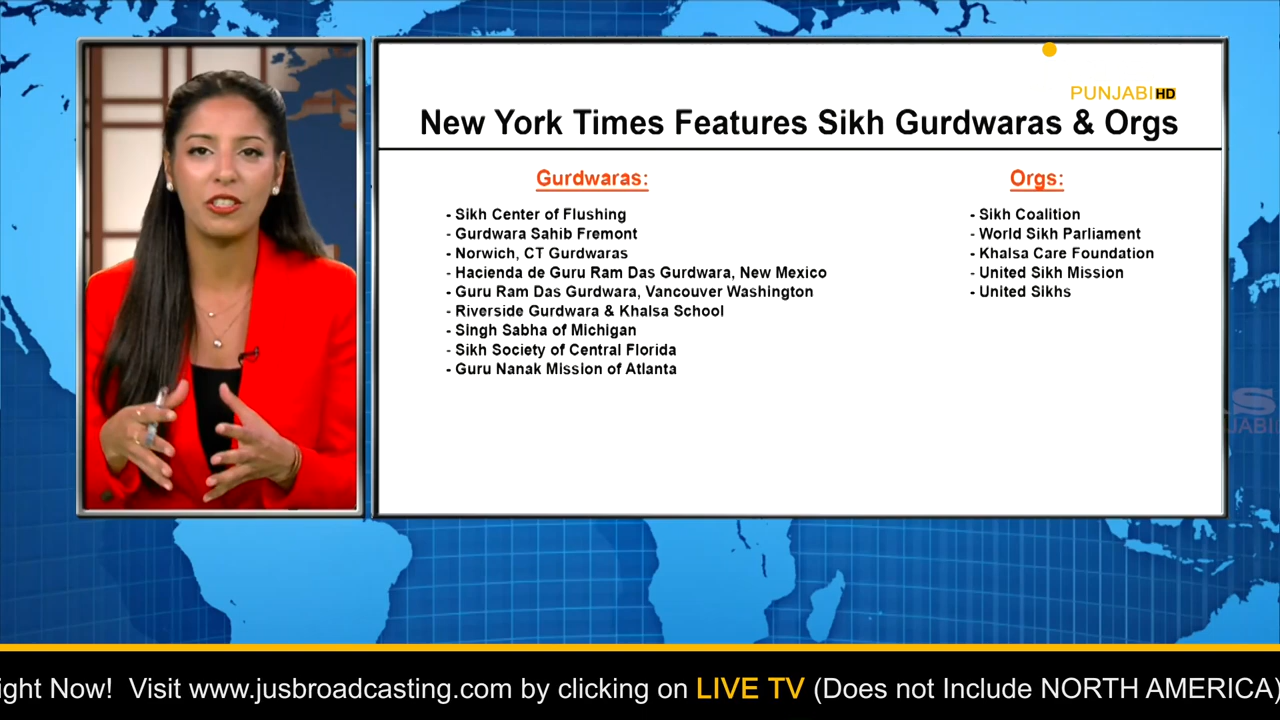 PUNJABI HD
New York Times Features Sikh Gurdwaras & Orgs
Gurdwaras:
- Sikh Center of Flushing
- Gurdwara Sahib Fremont
- Norwich, CT Gurdwaras
- Hacienda de Guru Ram Das Gurdwara, New Mexico
- Guru Ram Das Gurdwara, Vancouver Washington
- Riverside Gurdwara & Khalsa School
- Singh Sabha of Michigan
- Sikh Society of Central Florida
- Guru Nanak Mission of Atlanta
Orgs:
- Sikh Coalition
- World Sikh Parliament
- Khalsa Care Foundation
- United Sikh Mission
- United Sikhs
ight Now! Visit www.jusbroadcasting.com by clicking on LIVE TV (Does not Include NORTH AMERICA)